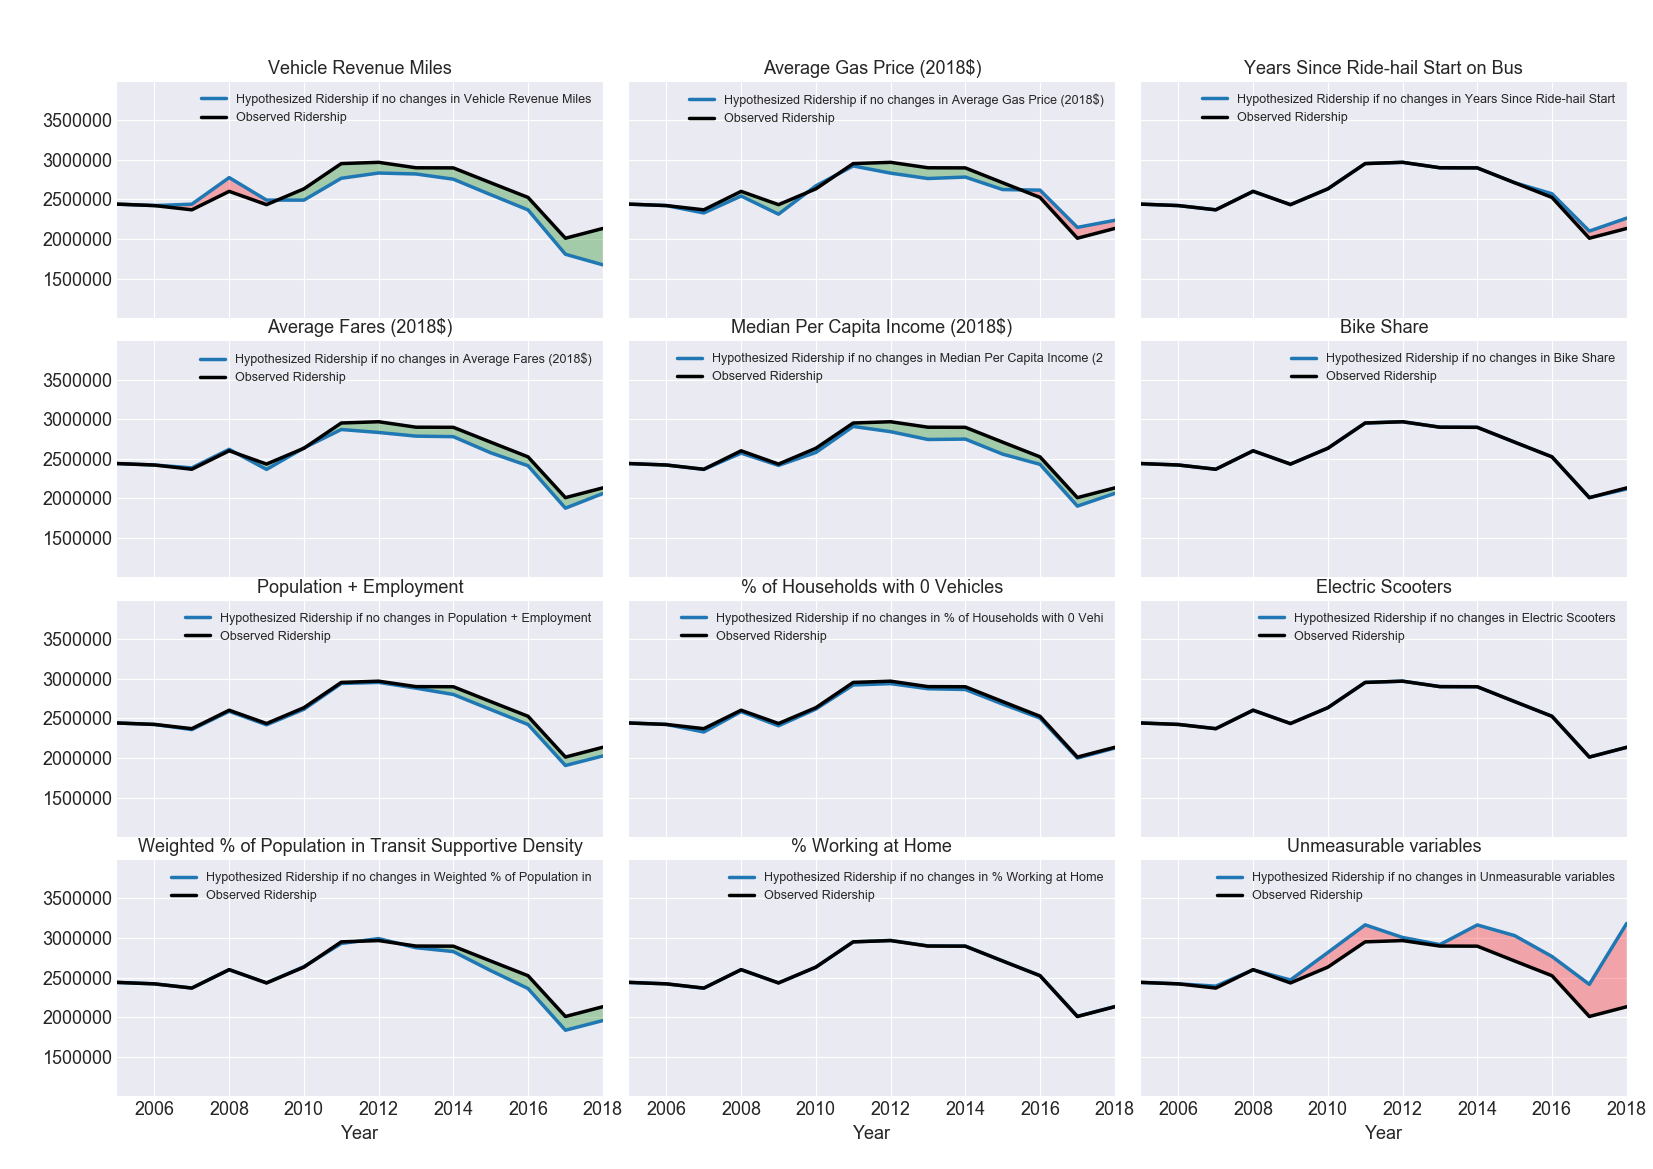 Vehicle Revenue Miles
Hypothesized Ridership if no changes in Vehicle Revenue Miles
Observed Ridership
3500000
3000000
2500000
2000000
1500000
Average Gas Price (2018$)
Hypothesized Ridership if no changes in Average Gas Price (2018$)
Observed Ridership
Years Since Ride-hail Start on Bus
Hypothesized Ridership if no changes in Years Since Ride-hail Start
Observed Ridership
Average Fares (2018$)
Hypothesized Ridership if no changes in Average Fares (2018$)
Observed Ridership
3500000
3000000
2500000
2000000
1500000
Median Per Capita Income (2018$)
Hypothesized Ridership if no changes in Median Per Capita Income (2
Observed Ridership
Bike Share
Hypothesized Ridership if no changes in Bike Share
Observed Ridership
Population + Employment
Hypothesized Ridership if no changes in Population + Employment
Observed Ridership
3500000
3000000
2500000
2000000
1500000
% of Households with 0 Vehicles
Hypothesized Ridership if no changes in % of Households with 0 Vehi
Observed Ridership
Electric Scooters
Hypothesized Ridership if no changes in Electric Scooters
Observed Ridership
Weighted % of Population in Transit Supportive Density
Hypothesized Ridership if no changes in Weighted % of Population in
Observed Ridership
3500000
3000000
2500000
2000000
1500000
2006 2008 2010 2012 2014 2016 2018
Year
% Working at Home
Hypothesized Ridership if no changes in % Working at Home
Observed Ridership
2006 2008 2010 2012 2014 2016 2018
Year
Unmeasurable variables
Hypothesized Ridership if no changes in Unmeasurable variables
Observed Ridership
2006 2008 2010 2012 2014 2016 2018
Year